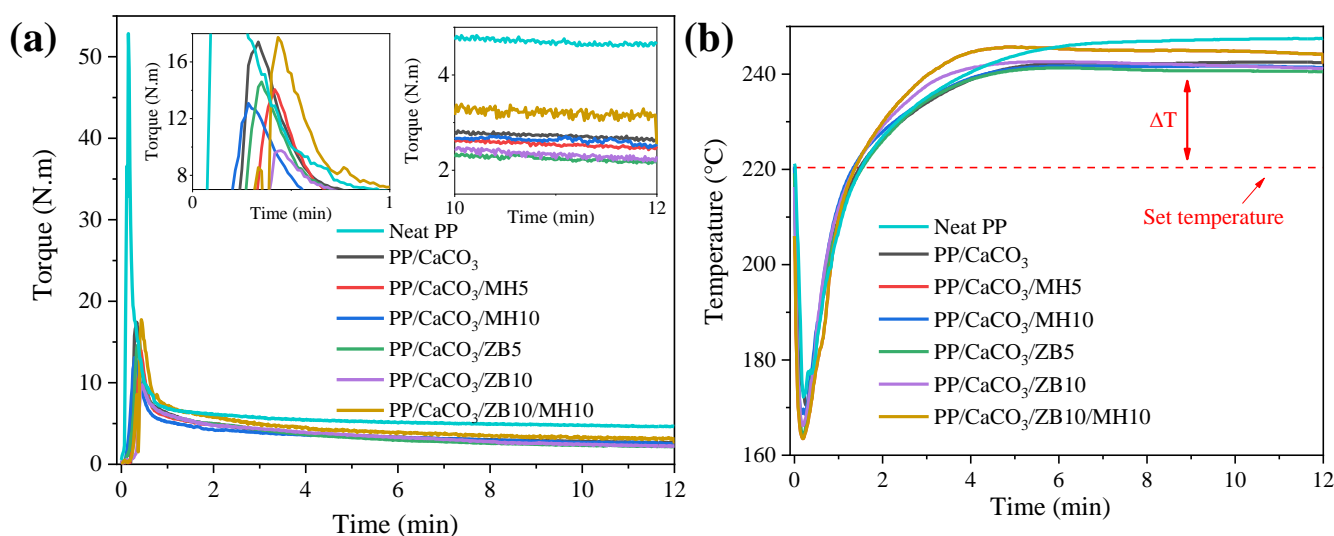 (a)
Torque (N.m)
50
40
30
20
10
0
0
2
4
6
8
10
12
Time (min)
Torque (N.m)
16
14
12
10
8
0
1
Time (min)
Torque (N.m)
4
2
10
12
Time (min)
Neat PP
PP/CaCO₃
PP/CaCO₃/MH5
PP/CaCO₃/MH10
PP/CaCO₃/ZB5
PP/CaCO₃/ZB10
PP/CaCO₃/ZB10/MH10
(b)
Temperature (°C)
240
220
200
180
160
0
2
4
6
8
10
12
Time (min)
ΔT
Set temperature
Neat PP
PP/CaCO₃
PP/CaCO₃/MH5
PP/CaCO₃/MH10
PP/CaCO₃/ZB5
PP/CaCO₃/ZB10
PP/CaCO₃/ZB10/MH10